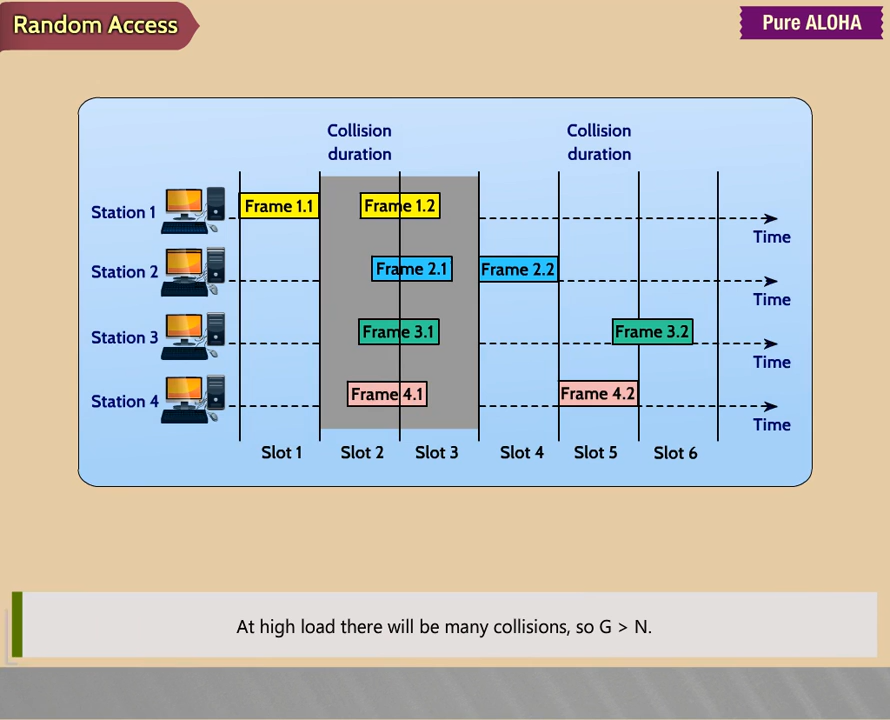 Random Access
Pure ALOHA
Collision
duration
Collision
duration
Station 1
Frame 1.1
Frame 1.2
Time
Station 2
Frame 2.1
Frame 2.2
Time
Station 3
Frame 3.1
Frame 3.2
Time
Station 4
Frame 4.1
Frame 4.2
Time
Slot 1
Slot 2
Slot 3
Slot 4
Slot 5
Slot 6
At high load there will be many collisions, so G > N.